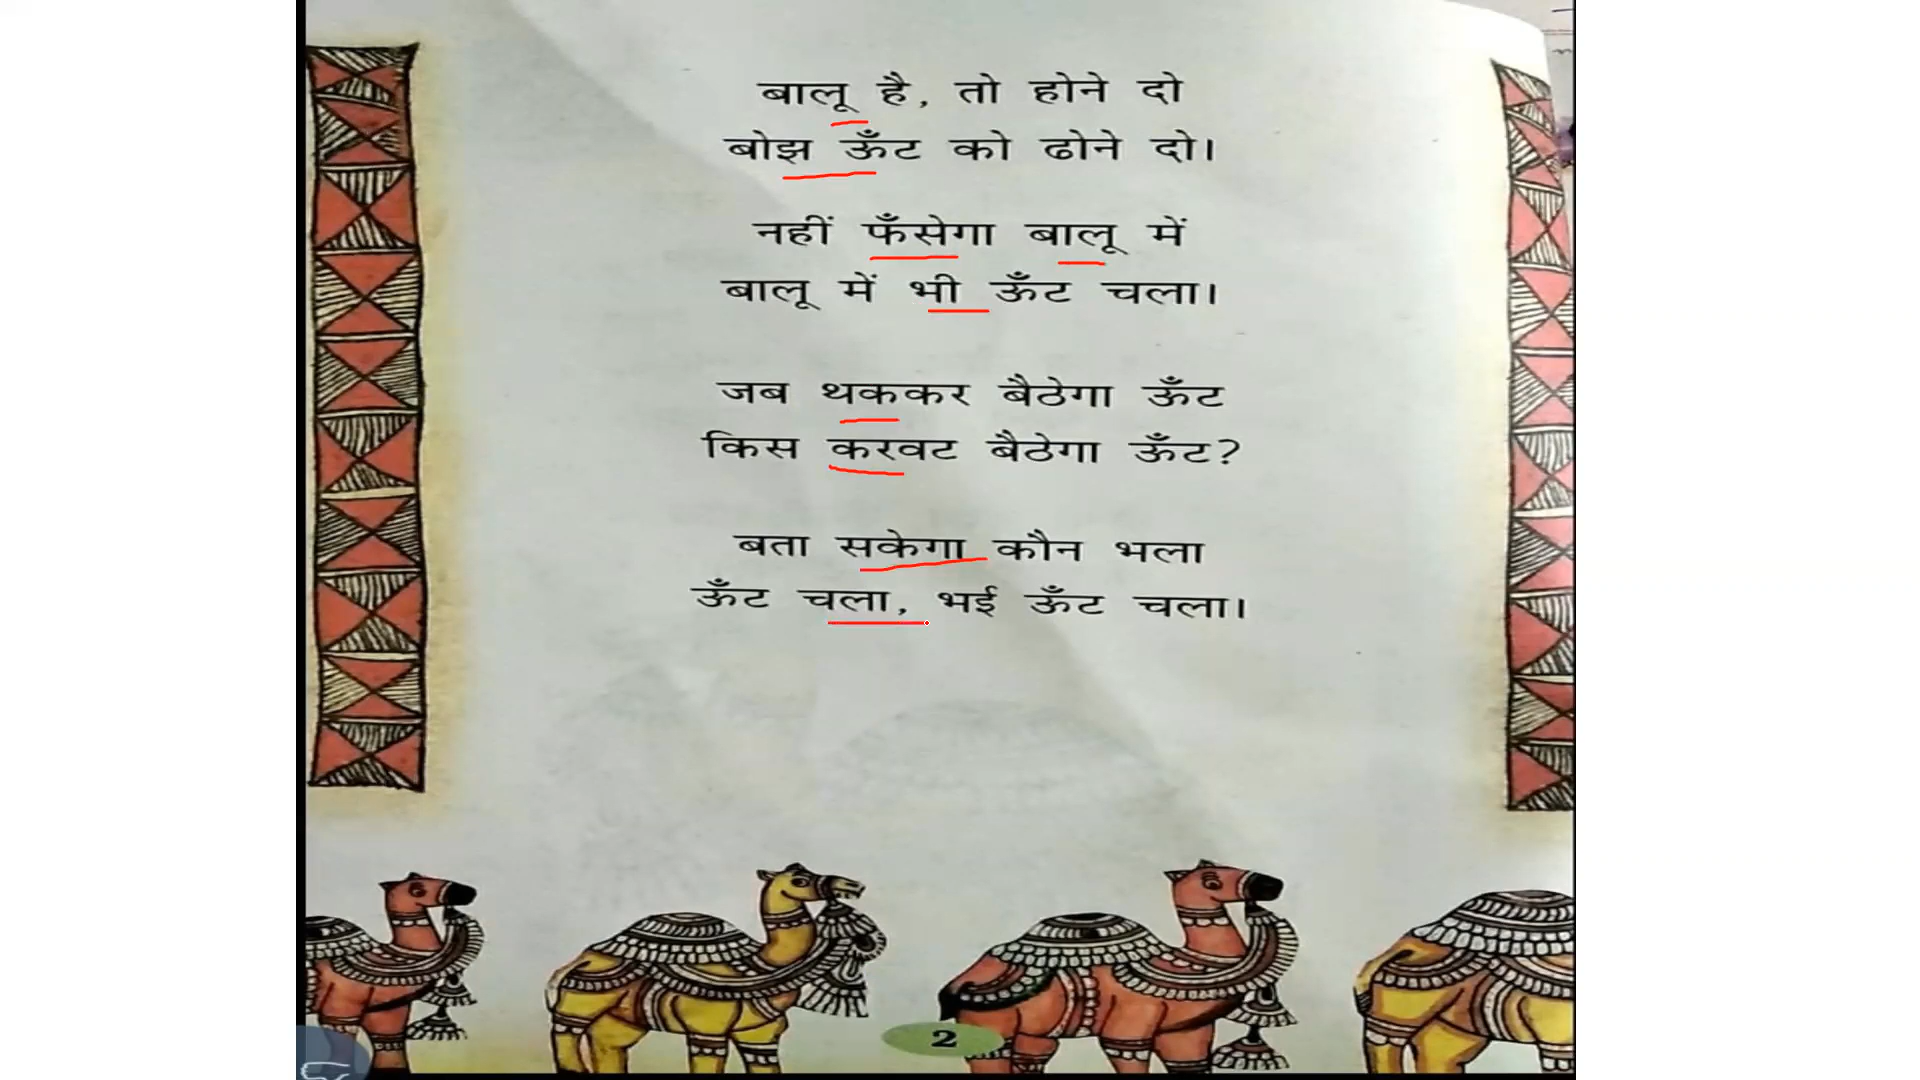 बालू है, तो होने दो
बोझ ऊँट को ढोने दो।
नहीं फँसेगा बालू में
बालू में भी ऊँट चला।
जब थककर बैठेगा ऊँट
किस करवट बैठेगा ऊँट?
बता सकेगा कौन भला
ऊँट चला, भई ऊँट चला।
2